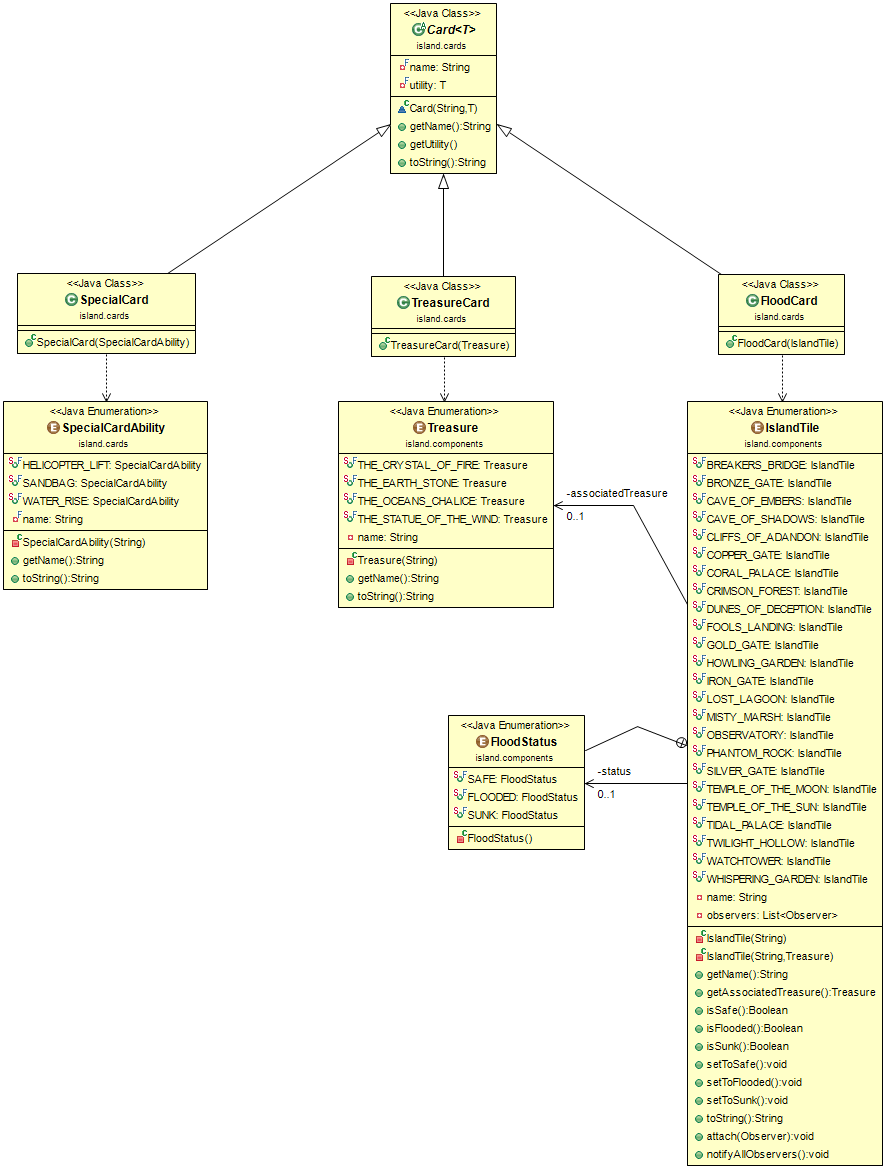 <<Java Class>>
Card<T>
island.cards
name: String
utility: T
Card(String,T)
getName():String
getUtility()
toString():String
<<Java Class>>
SpecialCard
island.cards
SpecialCard(SpecialCardAbility)
<<Java Class>>
TreasureCard
island.cards
TreasureCard(Treasure)
<<Java Class>>
FloodCard
island.cards
FloodCard(IslandTile)
<<Java Enumeration>>
SpecialCardAbility
island.cards
HELICOPTER_LIFT: SpecialCardAbility
SANDBAG: SpecialCardAbility
WATER_RISE: SpecialCardAbility
name: String
SpecialCardAbility(String)
getName():String
toString():String
<<Java Enumeration>>
Treasure
island.components
THE_CRYSTAL_OF_FIRE: Treasure
THE_EARTH_STONE: Treasure
THE_OCEANS_CHALICE: Treasure
THE_STATUE_OF_THE_WIND: Treasure
name: String
Treasure(String)
getName():String
toString():String
-associatedTreasure
0..1
<<Java Enumeration>>
FloodStatus
island.components
SAFE: FloodStatus
FLOODED: FloodStatus
SUNK: FloodStatus
FloodStatus()
-status
0..1
<<Java Enumeration>>
IslandTile
island.components
BREAKERS_BRIDGE: IslandTile
BRONZE_GATE: IslandTile
CAVE_OF_EMBERS: IslandTile
CAVE_OF_SHADOWS: IslandTile
CLIFFS_OF_ADANDON: IslandTile
COPPER_GATE: IslandTile
CORAL_PALACE: IslandTile
CRIMSON_FOREST: IslandTile
DUNES_OF_DECEPTION: IslandTile
FOOLS_LANDING: IslandTile
GOLD_GATE: IslandTile
HOWLING_GARDEN: IslandTile
IRON_GATE: IslandTile
LOST_LAGOON: IslandTile
MISTY_MARSH: IslandTile
OBSERVATORY: IslandTile
PHANTOM_ROCK: IslandTile
SILVER_GATE: IslandTile
TEMPLE_OF_THE_MOON: IslandTile
TEMPLE_OF_THE_SUN: IslandTile
TIDAL_PALACE: IslandTile
TWILIGHT_HOLLOW: IslandTile
WATCHTOWER: IslandTile
WHISPERING_GARDEN: IslandTile
name: String
observers: List<Observer>
IslandTile(String)
IslandTile(String,Treasure)
getName():String
getAssociatedTreasure():Treasure
isSafe():Boolean
isFlooded():Boolean
isSunk():Boolean
setToSafe():void
setToFlooded():void
setToSunk():void
toString():String
attach(Observer):void
notifyAllObservers():void